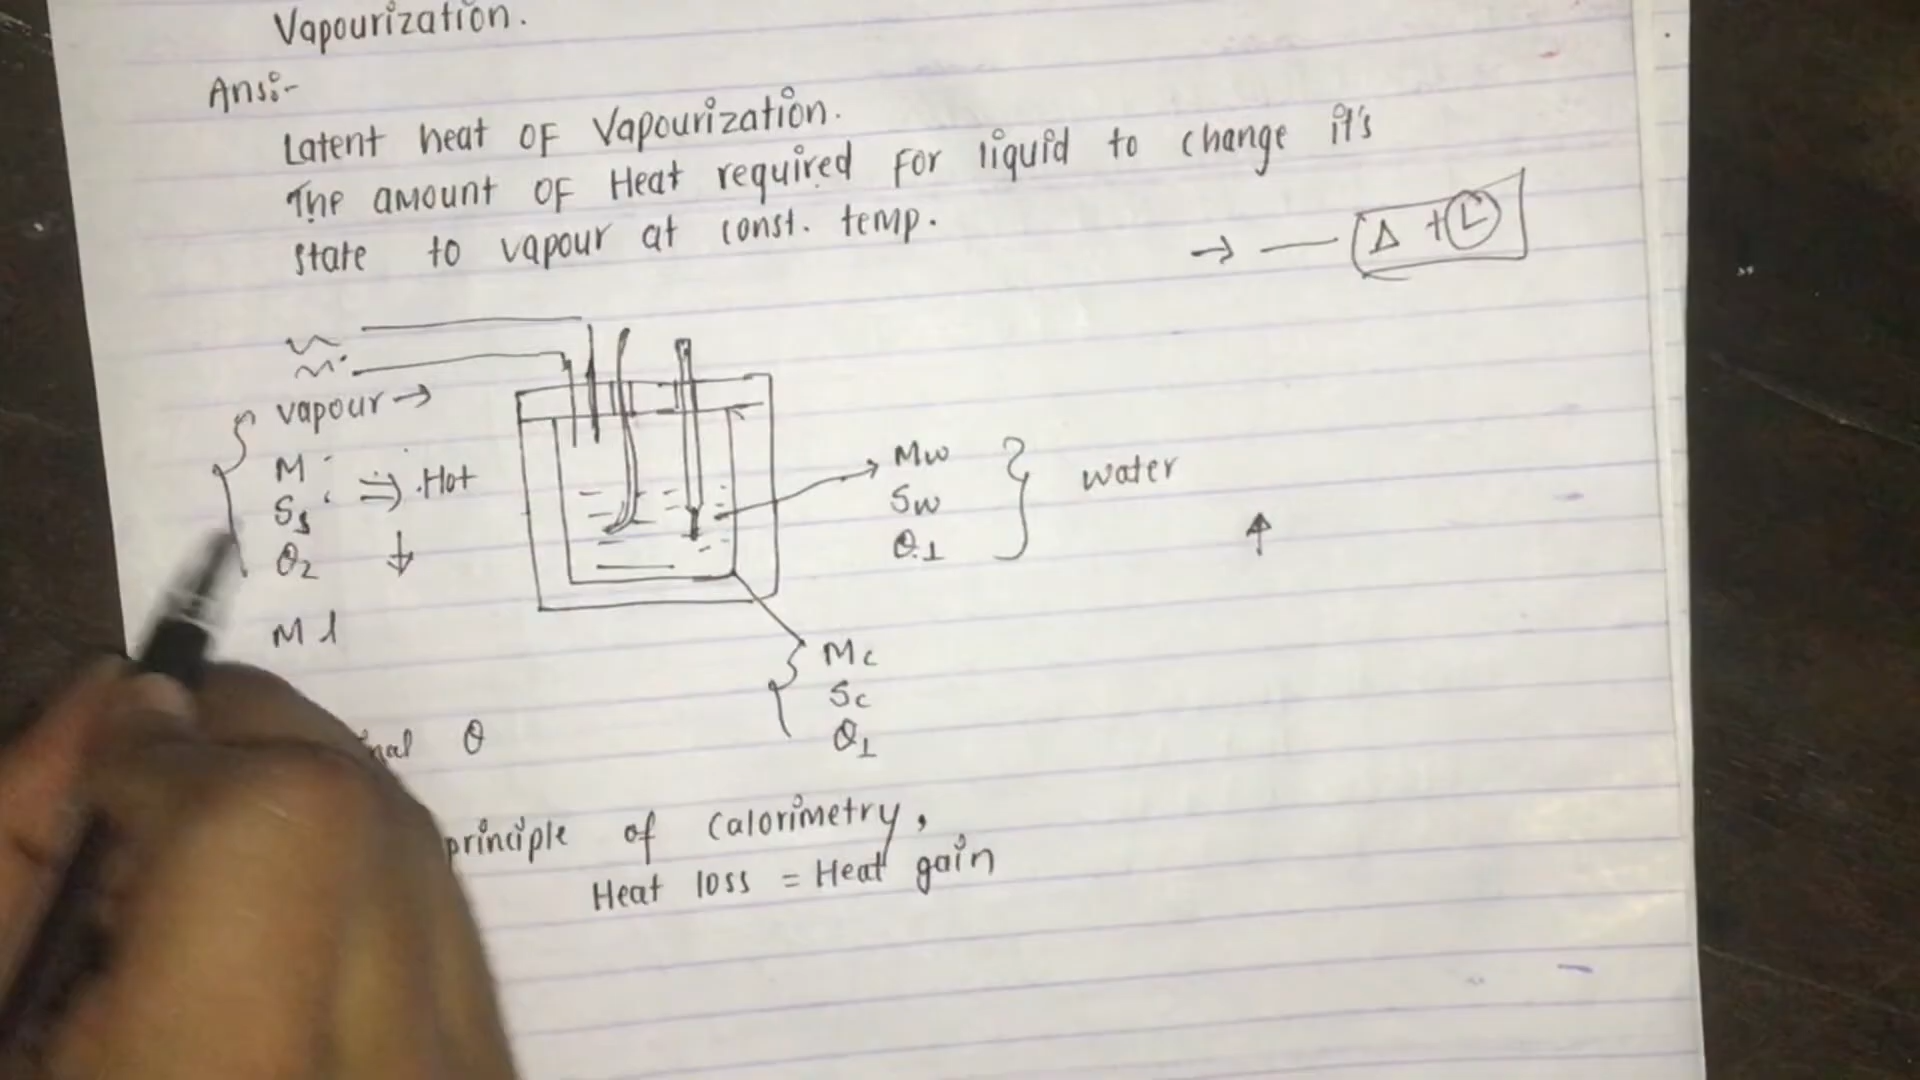 Vapourization.
Ans:-
Latent heat of Vapourization.
The amount of Heat required for liquid to change it's
state to vapour at const. temp.
→ — Δ + L
vapour →
M
Ss ⇒ Hot
θ2 ↓
Ml
Mw
Sw
θ1
water
↑
Mc
Sc
θ1
θ
principle of Calorimetry,
Heat loss = Heat gain